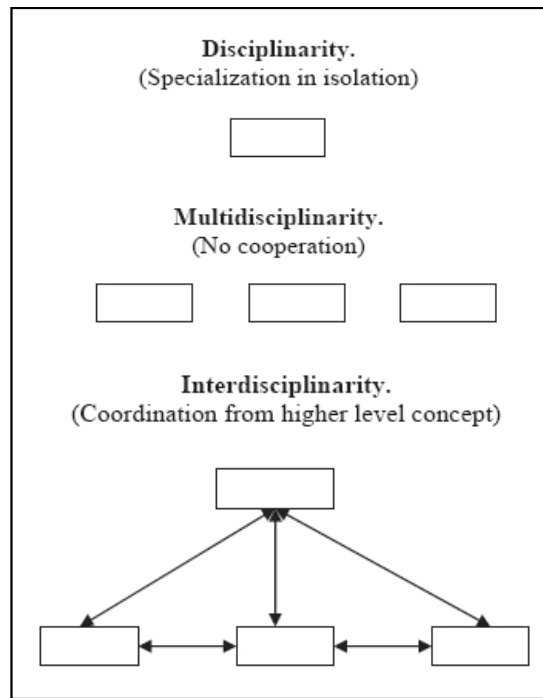 Disciplinarity.
(Specialization in isolation)
Multidisciplinarity.
(No cooperation)
Interdisciplinarity.
(Coordination from higher level concept)